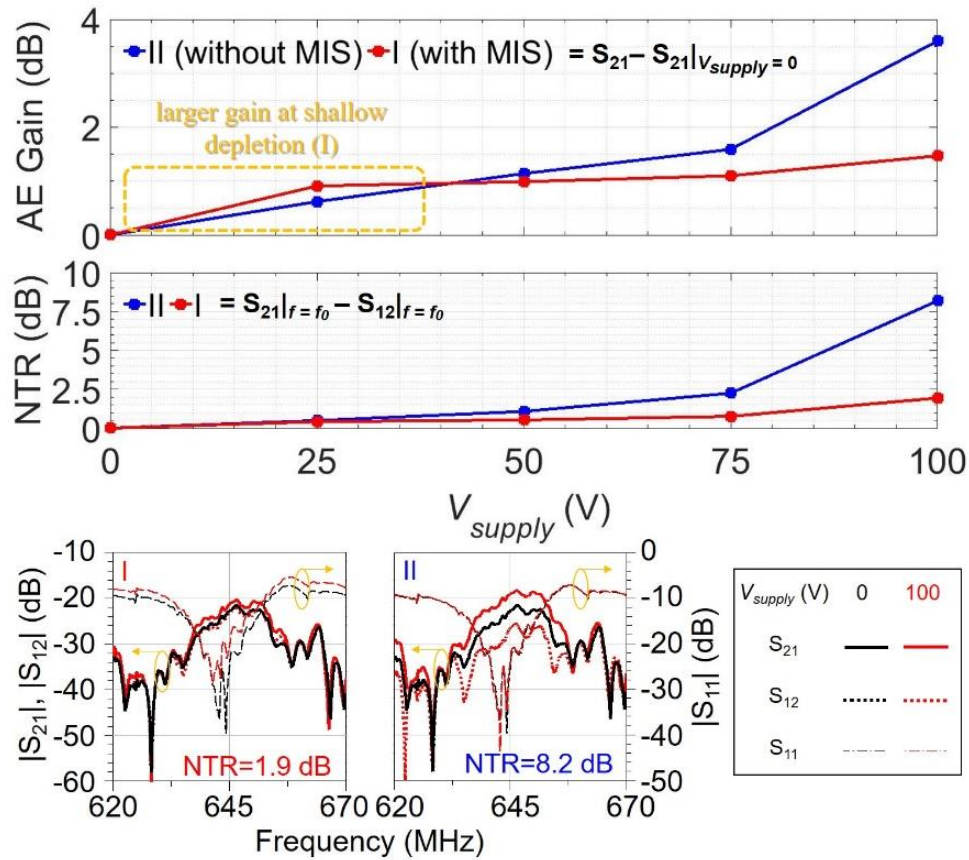 4
2
0
AE Gain (dB)
II (without MIS) I (with MIS) = S21 – S21|Vsupply = 0
larger gain at shallow
depletion (I)
10
7.5
5
2.5
0
NTR (dB)
II I = S21|f = f0 – S12|f = f0
0 25 50 75 100
Vsupply (V)
-10
-20
-30
-40
-50
-60
|S21|, |S12| (dB)
I
NTR=1.9 dB
620 645 670
II
NTR=8.2 dB
620 645 670
0
-10
-20
-30
-40
-50
|S11| (dB)
Frequency (MHz)
Vsupply (V) 0 100
S21
S12
S11